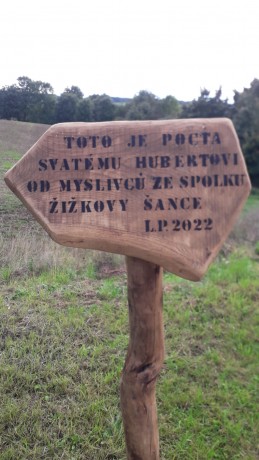 TOTO JE POCTA
SVATÉMU HUBERTOVI
OD MYSLIVCŮ ZE SPOLKU
ŽIŽKOVY ŠANCE
L.P. 2022